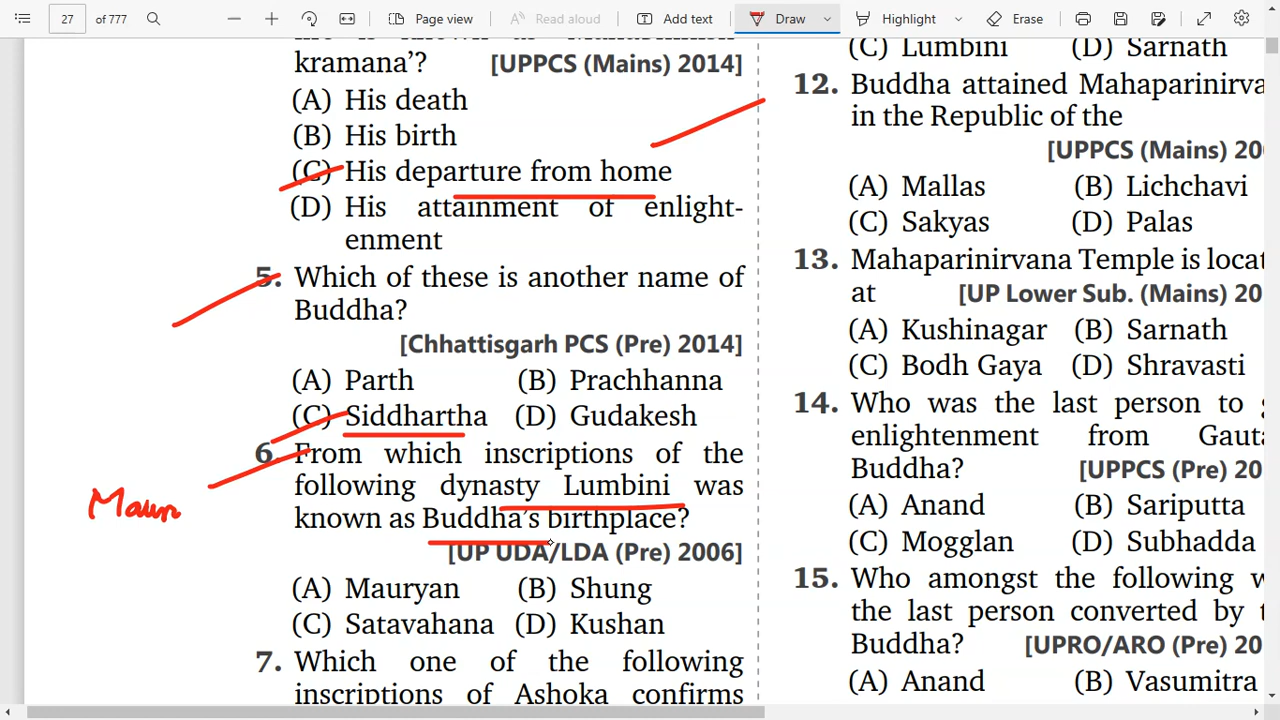 27 of 777 Page view Read aloud Add text Draw Highlight Erase
kramana'? [UPPCS (Mains) 2014]
(A) His death
(B) His birth
(C) His departure from home
(D) His attainment of enlight-
enment
5. Which of these is another name of
Buddha?
[Chhattisgarh PCS (Pre) 2014]
(A) Parth (B) Prachhanna
(C) Siddhartha (D) Gudakesh
6. From which inscriptions of the
following dynasty Lumbini was
known as Buddha's birthplace?
[UP UDA/LDA (Pre) 2006]
(A) Mauryan (B) Shung
(C) Satavahana (D) Kushan
7. Which one of the following
inscriptions of Ashoka confirms
(C) Lumbini (D) Sarnath
12. Buddha attained Mahaparinirva
in the Republic of the
[UPPCS (Mains) 20
(A) Mallas (B) Lichchavi
(C) Sakyas (D) Palas
13. Mahaparinirvana Temple is locat
at [UP Lower Sub. (Mains) 20
(A) Kushinagar (B) Sarnath
(C) Bodh Gaya (D) Shravasti
14. Who was the last person to
enlightenment from Gauta
Buddha? [UPPCS (Pre) 20
(A) Anand (B) Sariputta
(C) Mogglan (D) Subhadda
15. Who amongst the following w
the last person converted by t
Buddha? [UPRO/ARO (Pre) 20
(A) Anand (B) Vasumitra